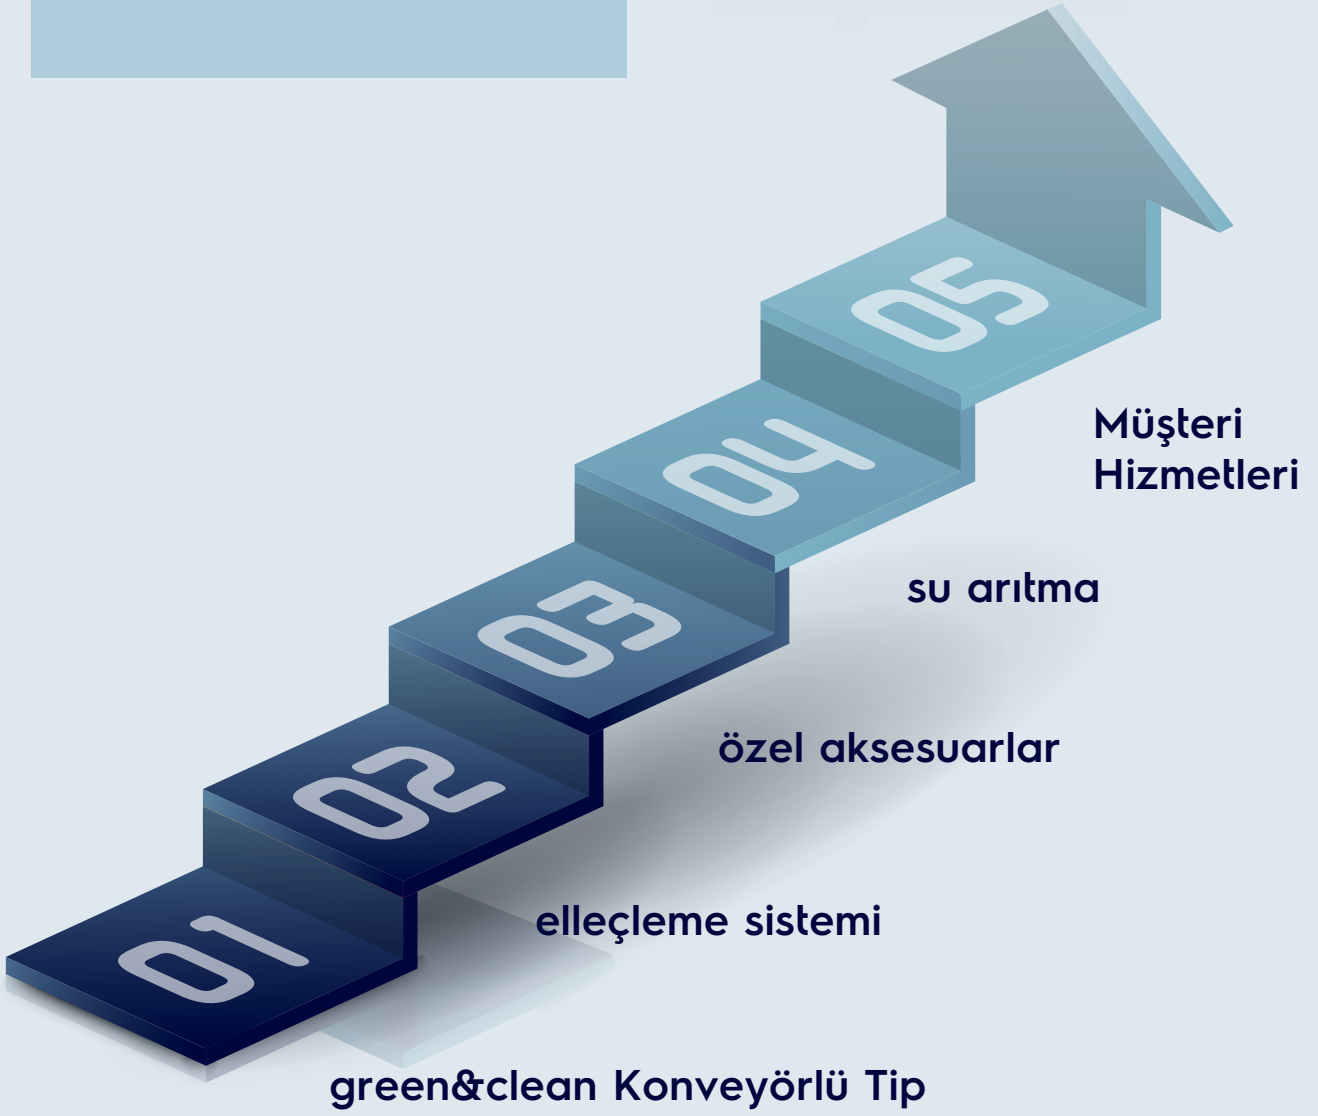 05
Müşteri
Hizmetleri
04
su arıtma
03
özel aksesuarlar
02
elleçleme sistemi
01
green&clean Konveyörlü Tip